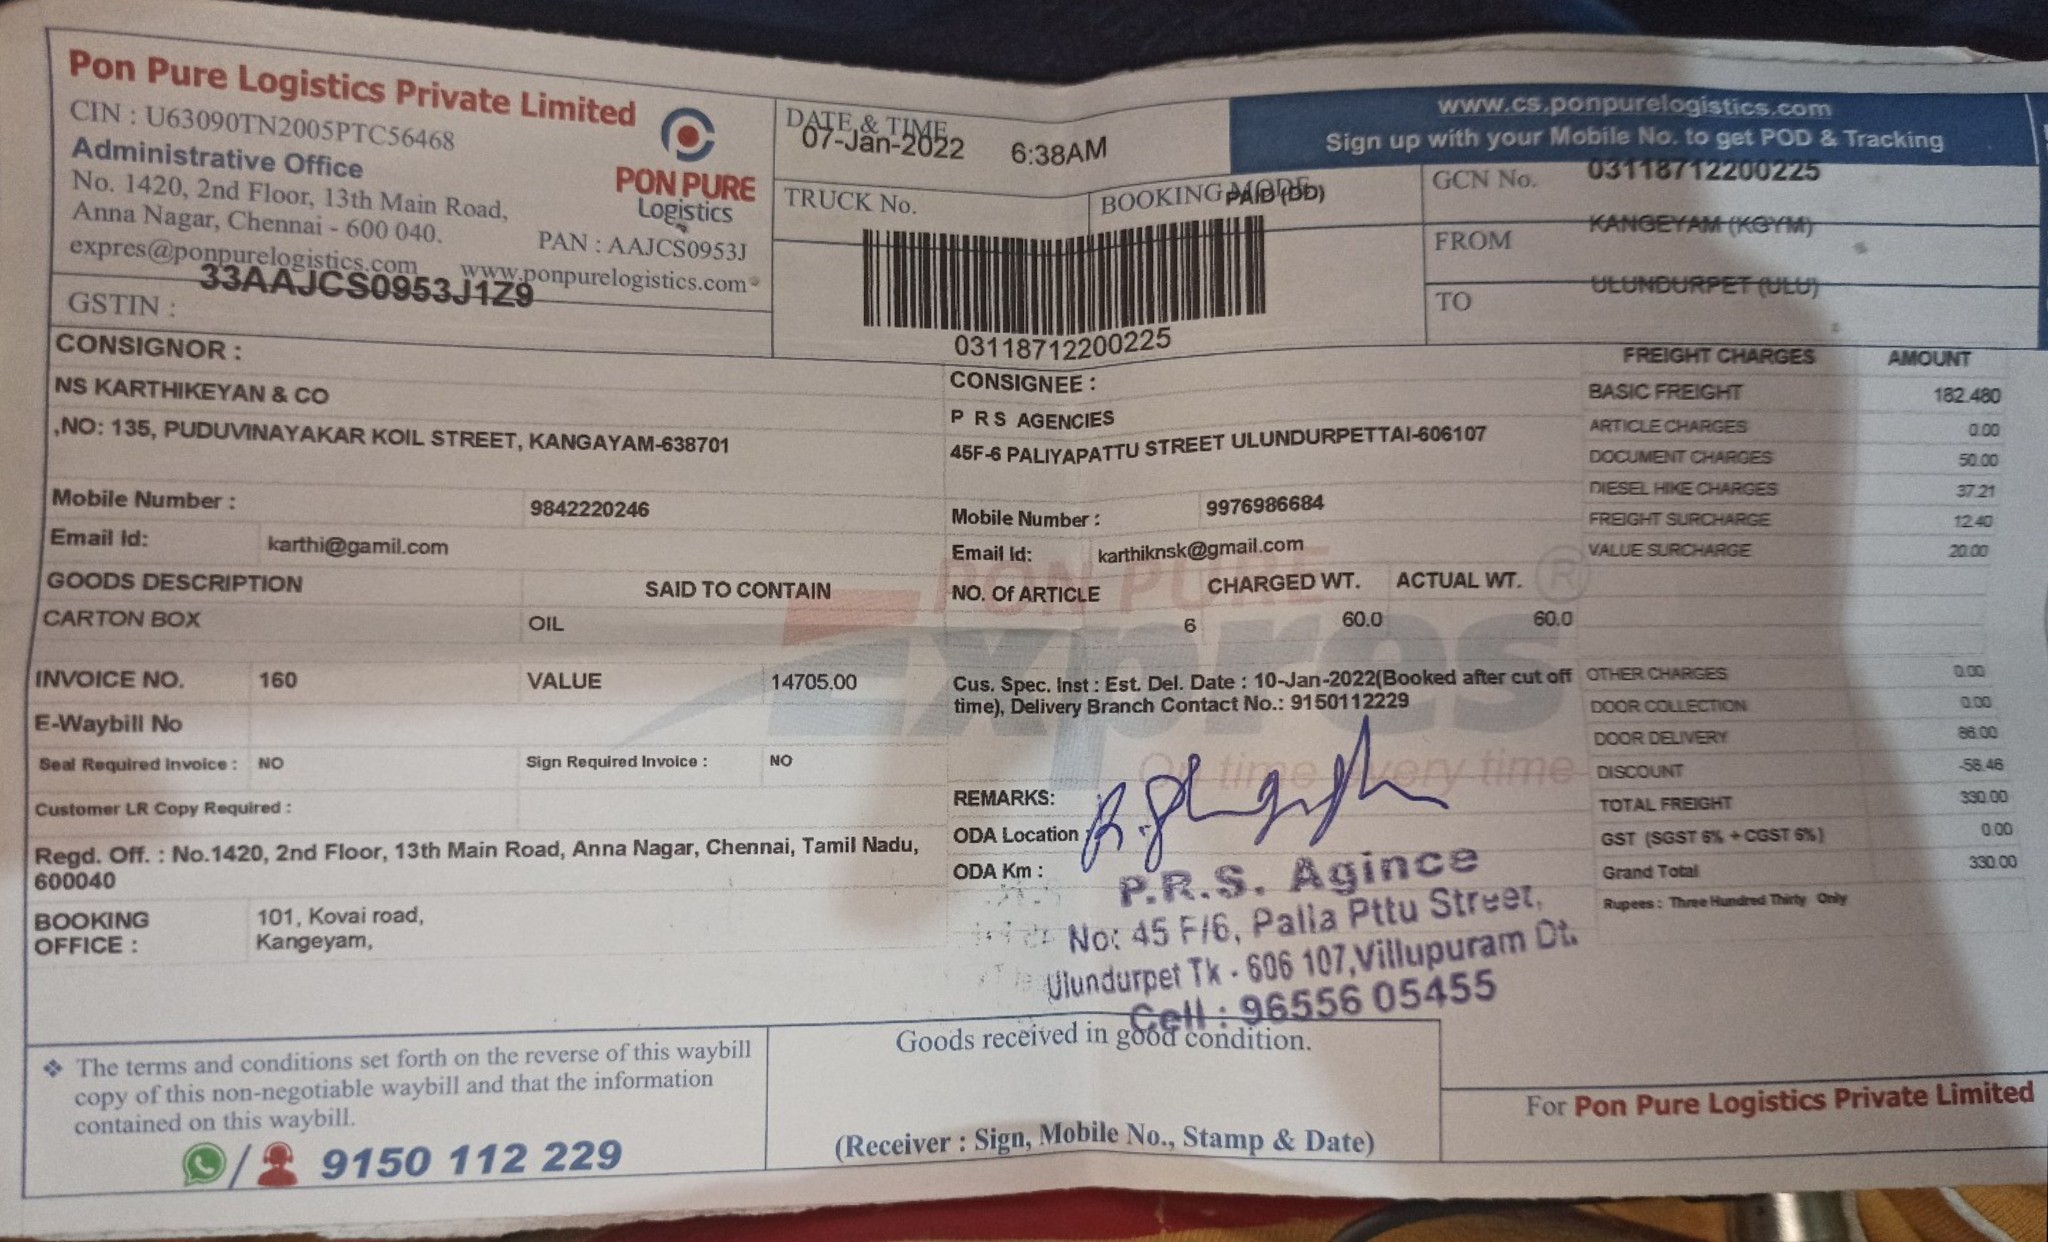 Pon Pure Logistics Private Limited
CIN : U63090TN2005PTC56468
Administrative Office
No. 1420, 2nd Floor, 13th Main Road,
Anna Nagar, Chennai - 600 040.
expres@ponpurelogistics.com
PAN : AAJCS0953J
www.ponpurelogistics.com
PON PURE
Logistics
GSTIN : 33AAJCS0953J1Z9
DATE & TIME
07-Jan-2022 6:38AM
TRUCK No.
BOOKING MODE PAID (DD)
03118712200225
www.cs.ponpurelogistics.com
Sign up with your Mobile No. to get POD & Tracking
GCN No. 03118712200225
FROM KANGEYAM (KGYM)
TO ULUNDURPET (ULU)
CONSIGNOR :
NS KARTHIKEYAN & CO
,NO: 135, PUDUVINAYAKAR KOIL STREET, KANGAYAM-638701
Mobile Number : 9842220246
Email Id: karthi@gamil.com
CONSIGNEE :
P R S AGENCIES
45F-6 PALIYAPATTU STREET ULUNDURPETTAI-606107
Mobile Number : 9976986684
Email Id: karthiknsk@gmail.com
GOODS DESCRIPTION SAID TO CONTAIN NO. Of ARTICLE CHARGED WT. ACTUAL WT.
CARTON BOX OIL 6 60.0 60.0
PON PURE
Expres ®
On time every time
INVOICE NO. 160 VALUE 14705.00
E-Waybill No
Seal Required Invoice : NO Sign Required Invoice : NO
Customer LR Copy Required :
Regd. Off. : No.1420, 2nd Floor, 13th Main Road, Anna Nagar, Chennai, Tamil Nadu,
600040
BOOKING
OFFICE :
101, Kovai road,
Kangeyam,
Cus. Spec. Inst : Est. Del. Date : 10-Jan-2022(Booked after cut off
time), Delivery Branch Contact No.: 9150112229
REMARKS:
ODA Location :
ODA Km :
P.R.S. Agince
No: 45 F/6, Palla Pttu Street,
Ulundurpet Tk - 606 107,Villupuram Dt.
Cell : 96556 05455
FREIGHT CHARGES AMOUNT
BASIC FREIGHT 182.480
ARTICLE CHARGES 0.00
DOCUMENT CHARGES 50.00
DIESEL HIKE CHARGES 37.21
FREIGHT SURCHARGE 12.40
VALUE SURCHARGE 20.00
OTHER CHARGES 0.00
DOOR COLLECTION 0.00
DOOR DELIVERY 86.00
DISCOUNT -58.46
TOTAL FREIGHT 330.00
GST (SGST 6% + CGST 6%) 0.00
Grand Total 330.00
Rupees : Three Hundred Thirty Only
❖ The terms and conditions set forth on the reverse of this waybill
copy of this non-negotiable waybill and that the information
contained on this waybill.
/ 9150 112 229
Goods received in good condition.
(Receiver : Sign, Mobile No., Stamp & Date)
For Pon Pure Logistics Private Limited